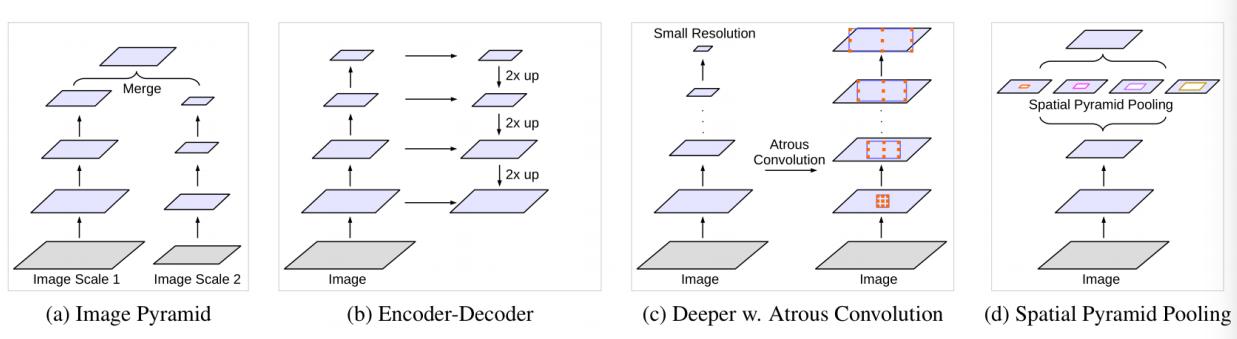 Merge
Image Scale 1
Image Scale 2
(a) Image Pyramid
2x up
2x up
2x up
Image
(b) Encoder-Decoder
Small Resolution
Atrous
Convolution
Image
Image
(c) Deeper w. Atrous Convolution
Spatial Pyramid Pooling
Image
(d) Spatial Pyramid Pooling